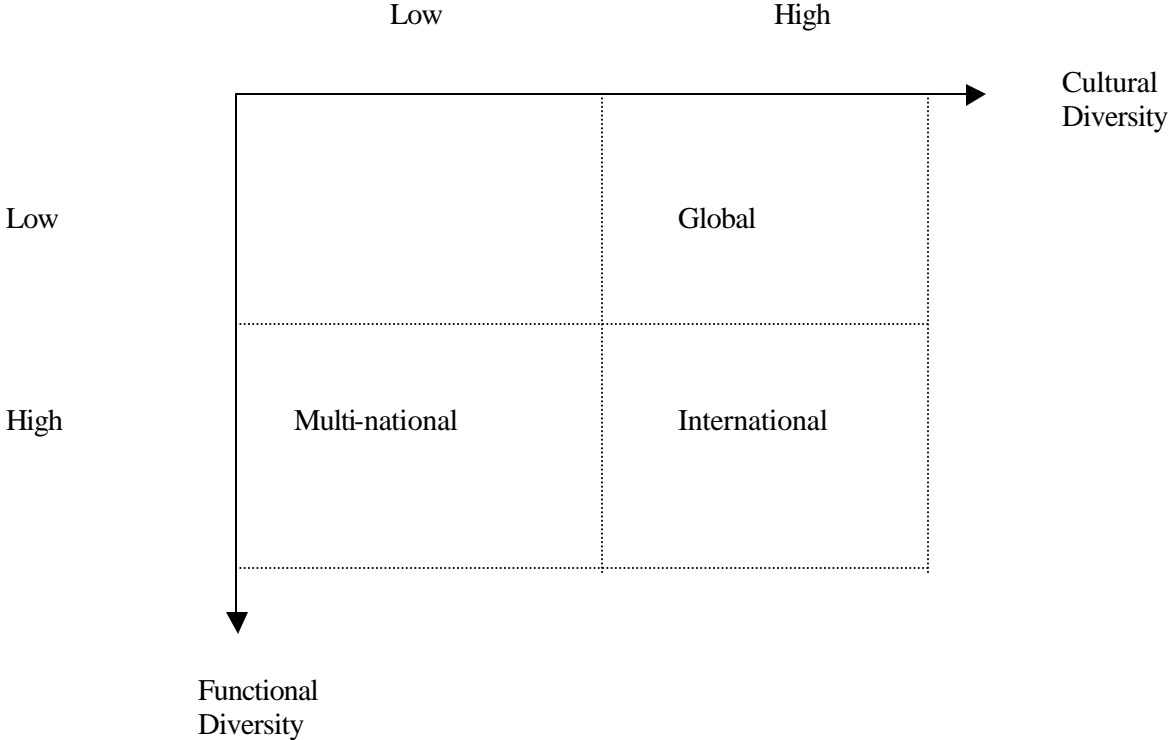 Low High
Cultural
Diversity
Low Global
High Multi-national International
Functional
Diversity